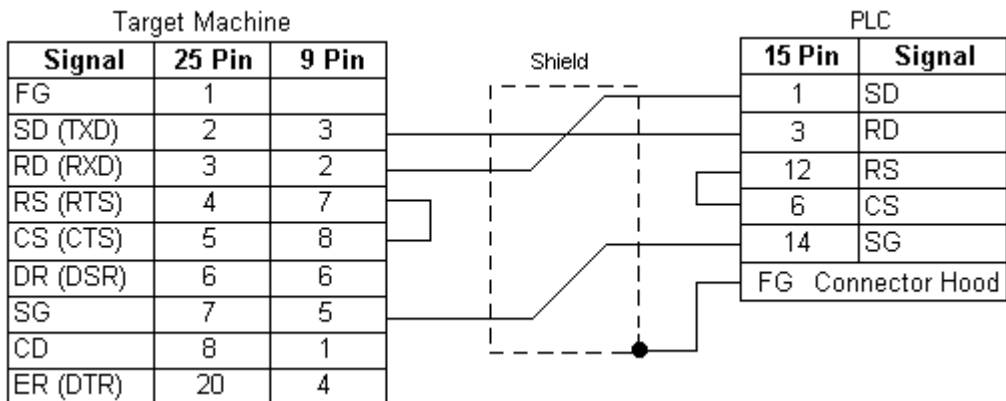 Target Machine
Signal 25 Pin 9 Pin
FG 1
SD (TXD) 2 3
RD (RXD) 3 2
RS (RTS) 4 7
CS (CTS) 5 8
DR (DSR) 6 6
SG 7 5
CD 8 1
ER (DTR) 20 4
Shield
PLC
15 Pin Signal
1 SD
3 RD
12 RS
6 CS
14 SG
FG Connector Hood